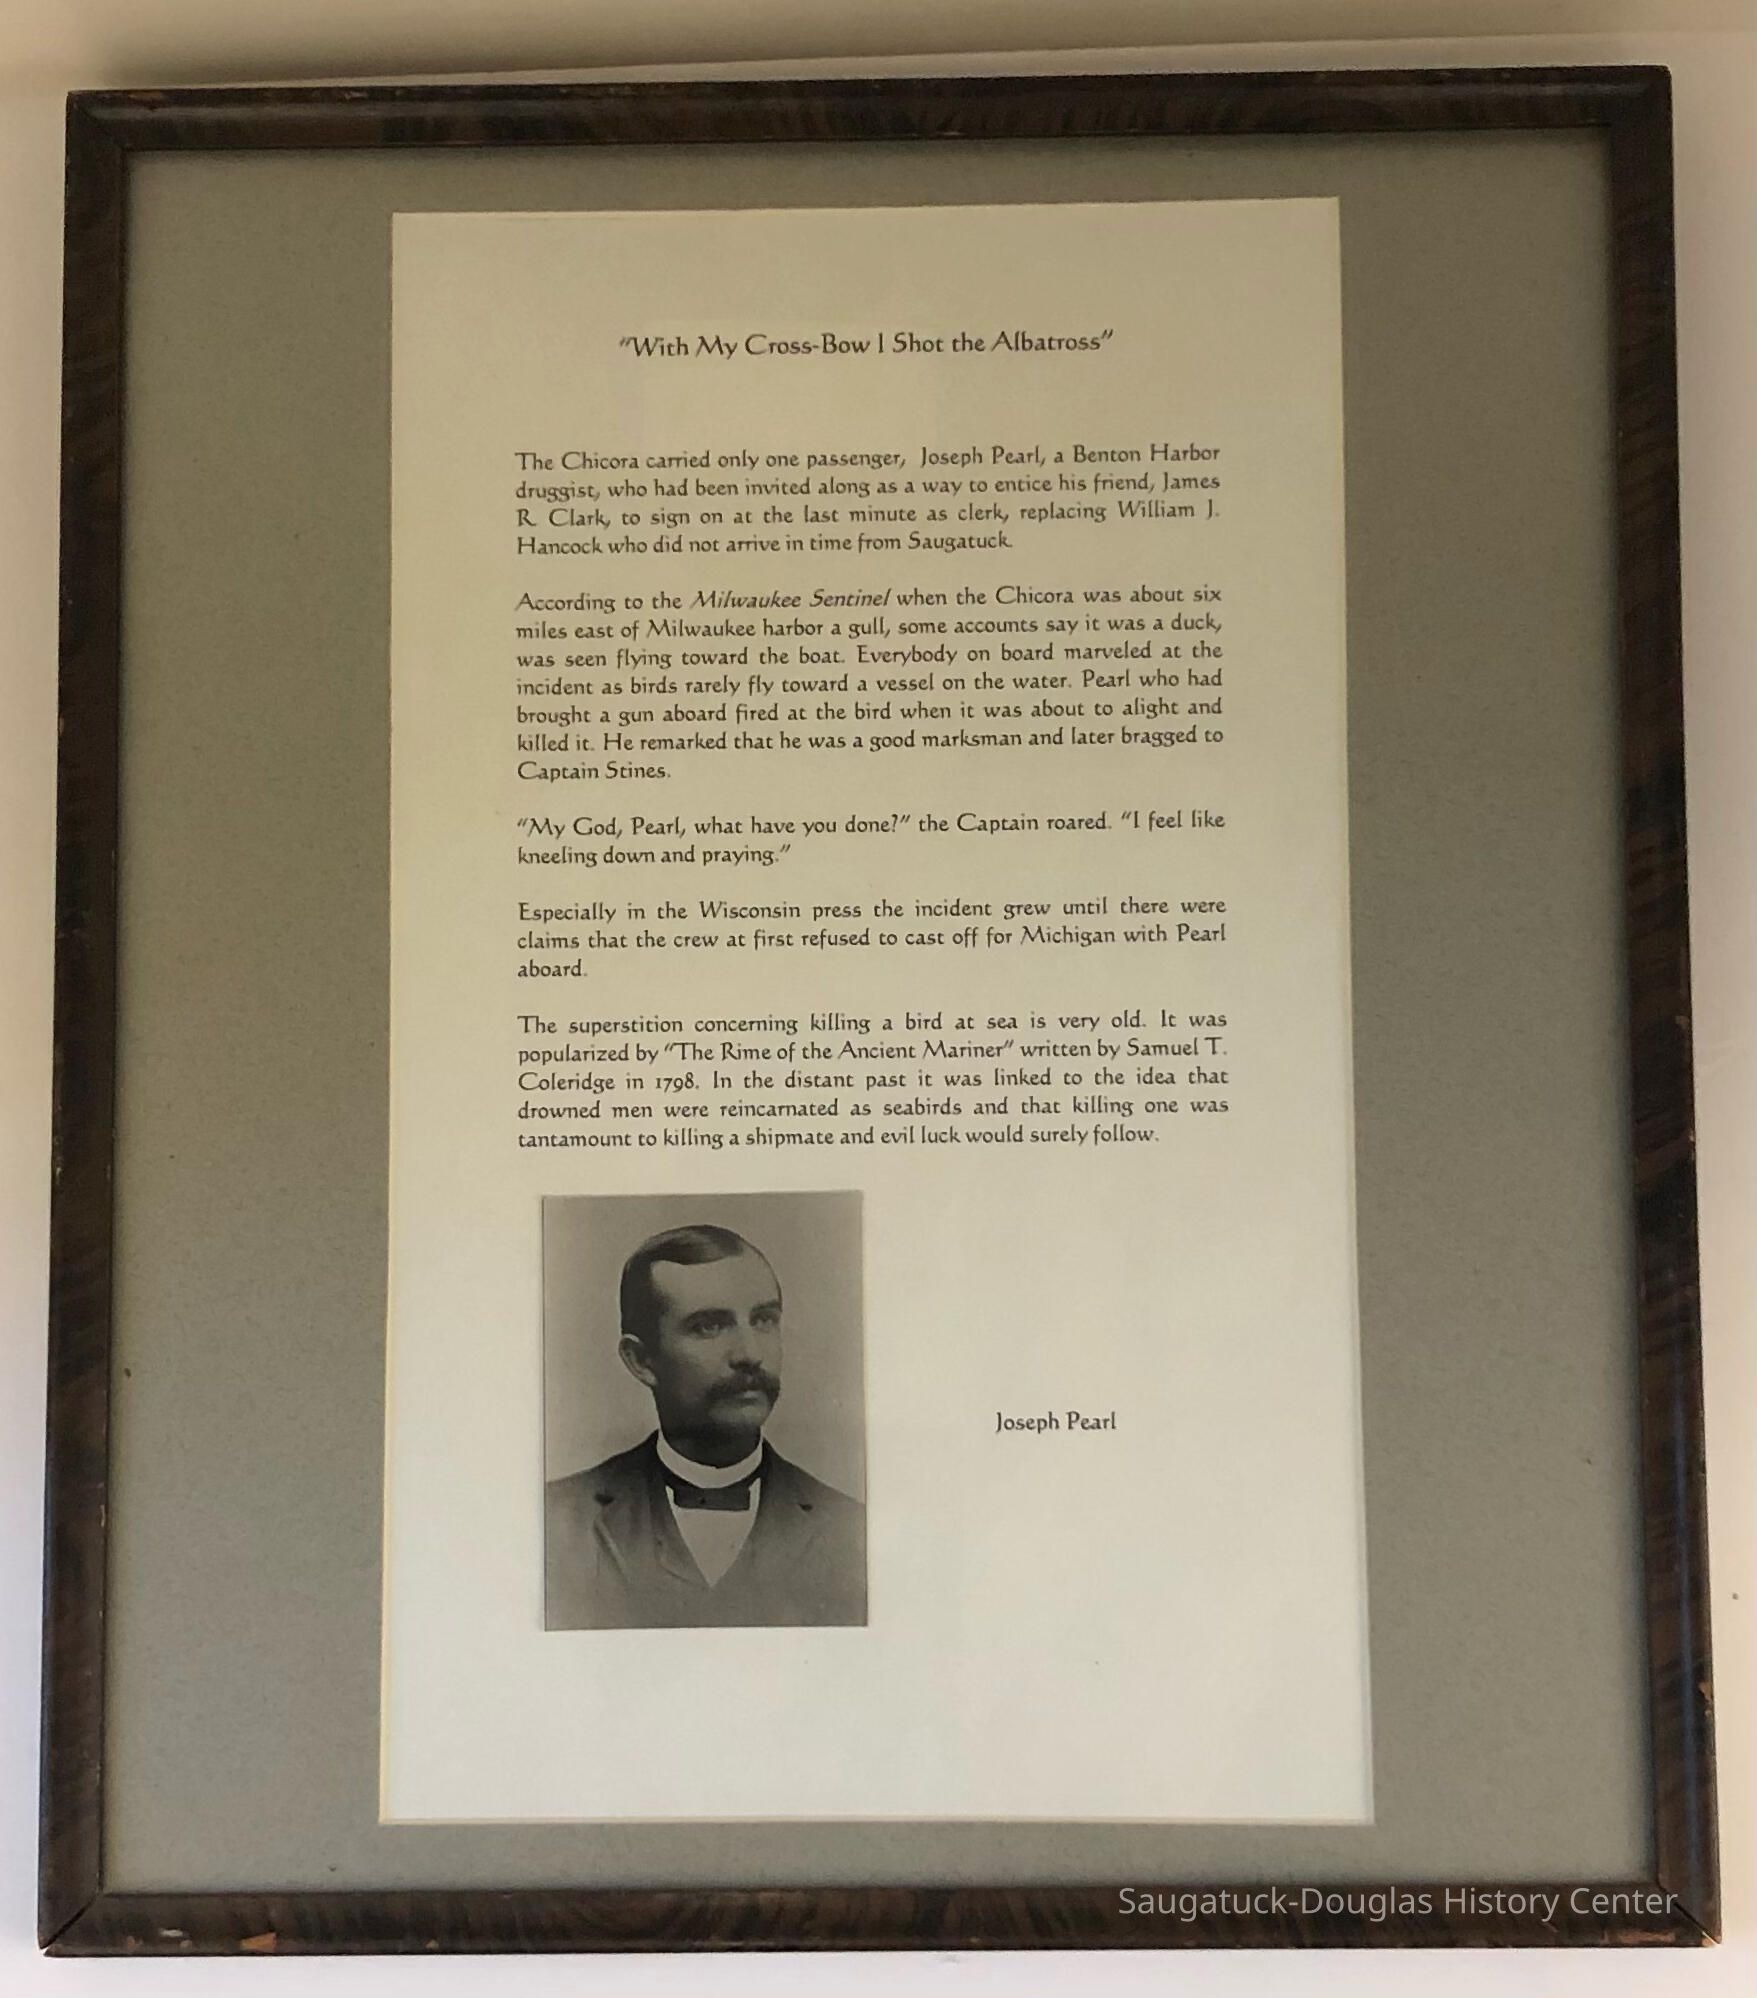 "With My Cross-Bow I Shot the Albatross"
The Chicora carried only one passenger, Joseph Pearl, a Benton Harbor
druggist, who had been invited along as a way to entice his friend, James
R. Clark, to sign on at the last minute as clerk, replacing William J.
Hancock who did not arrive in time from Saugatuck.
According to the Milwaukee Sentinel when the Chicora was about six
miles east of Milwaukee harbor a gull, some accounts say it was a duck,
was seen flying toward the boat. Everybody on board marveled at the
incident as birds rarely fly toward a vessel on the water. Pearl who had
brought a gun aboard fired at the bird when it was about to alight and
killed it. He remarked that he was a good marksman and later bragged to
Captain Stines.
"My God, Pearl, what have you done?" the Captain roared. "I feel like
kneeling down and praying."
Especially in the Wisconsin press the incident grew until there were
claims that the crew at first refused to cast off for Michigan with Pearl
aboard.
The superstition concerning killing a bird at sea is very old. It was
popularized by "The Rime of the Ancient Mariner" written by Samuel T.
Coleridge in 1798. In the distant past it was linked to the idea that
drowned men were reincarnated as seabirds and that killing one was
tantamount to killing a shipmate and evil luck would surely follow.
Joseph Pearl
Saugatuck-Douglas History Center